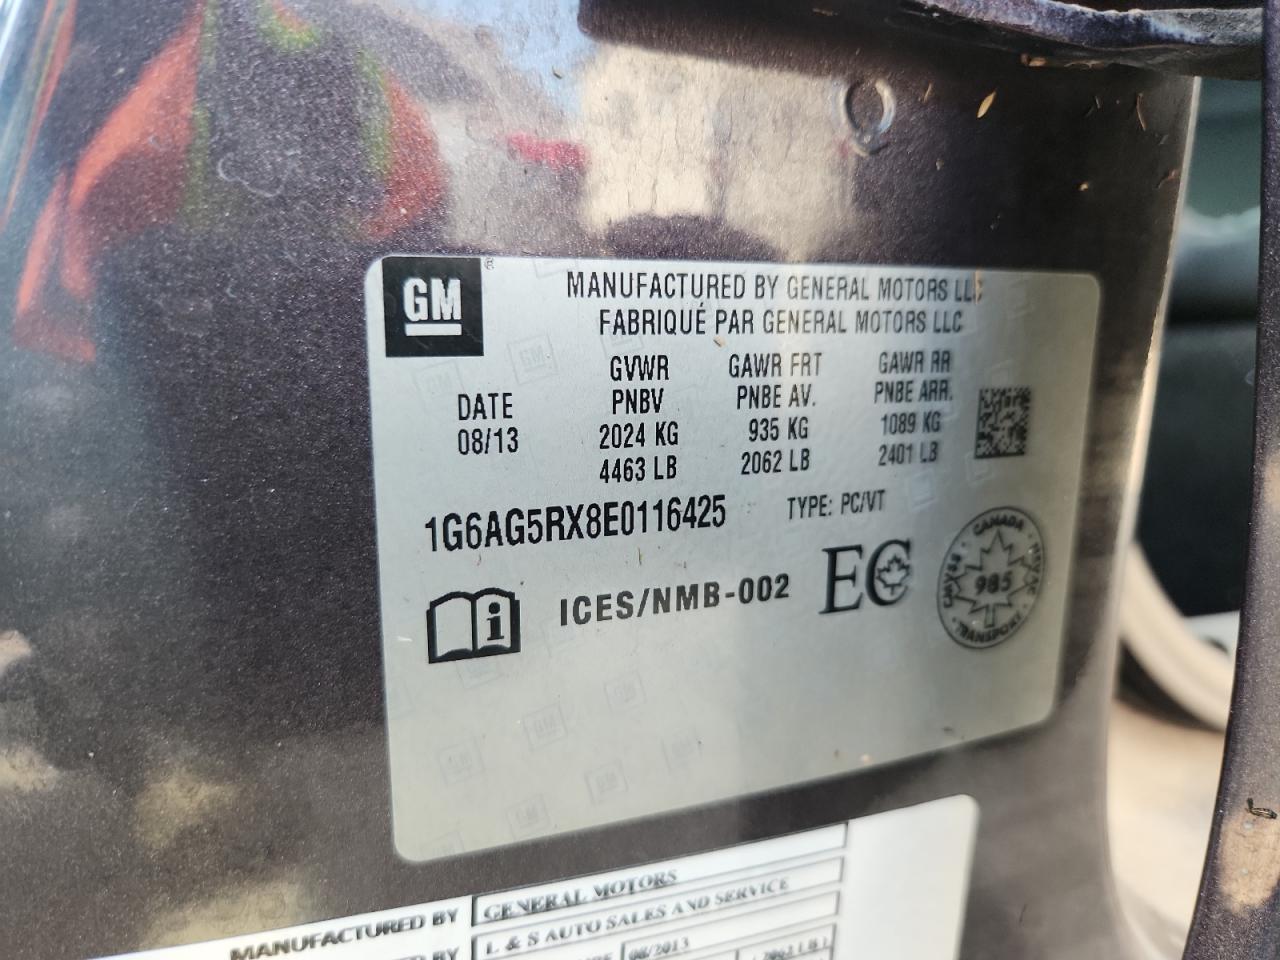 GM ®
MANUFACTURED BY GENERAL MOTORS LLC
FABRIQUÉ PAR GENERAL MOTORS LLC
GVWR GAWR FRT GAWR RR
DATE PNBV PNBE AV. PNBE ARR.
08/13 2024 KG 935 KG 1089 KG
4463 LB 2062 LB 2401 LB
1G6AG5RX8E0116425 TYPE: PC/VT
ICES/NMB-002 EC
CANADA
985
TRANSPORT
MANUFACTURED BY GENERAL MOTORS
BY L & S AUTO SALES AND SERVICE
08/2013